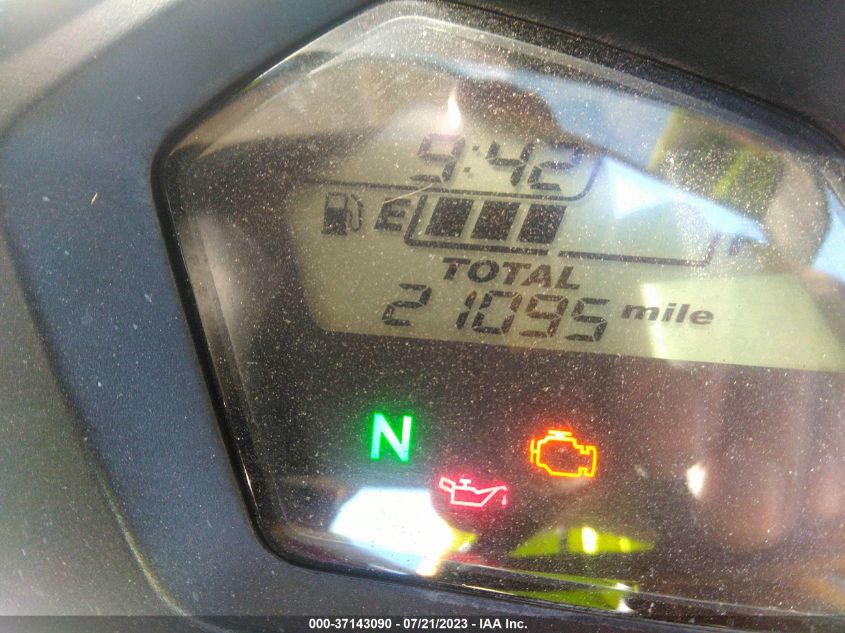 9:42
E
TOTAL
21095 mile
N
000-37143090 - 07/21/2023 - IAA Inc.